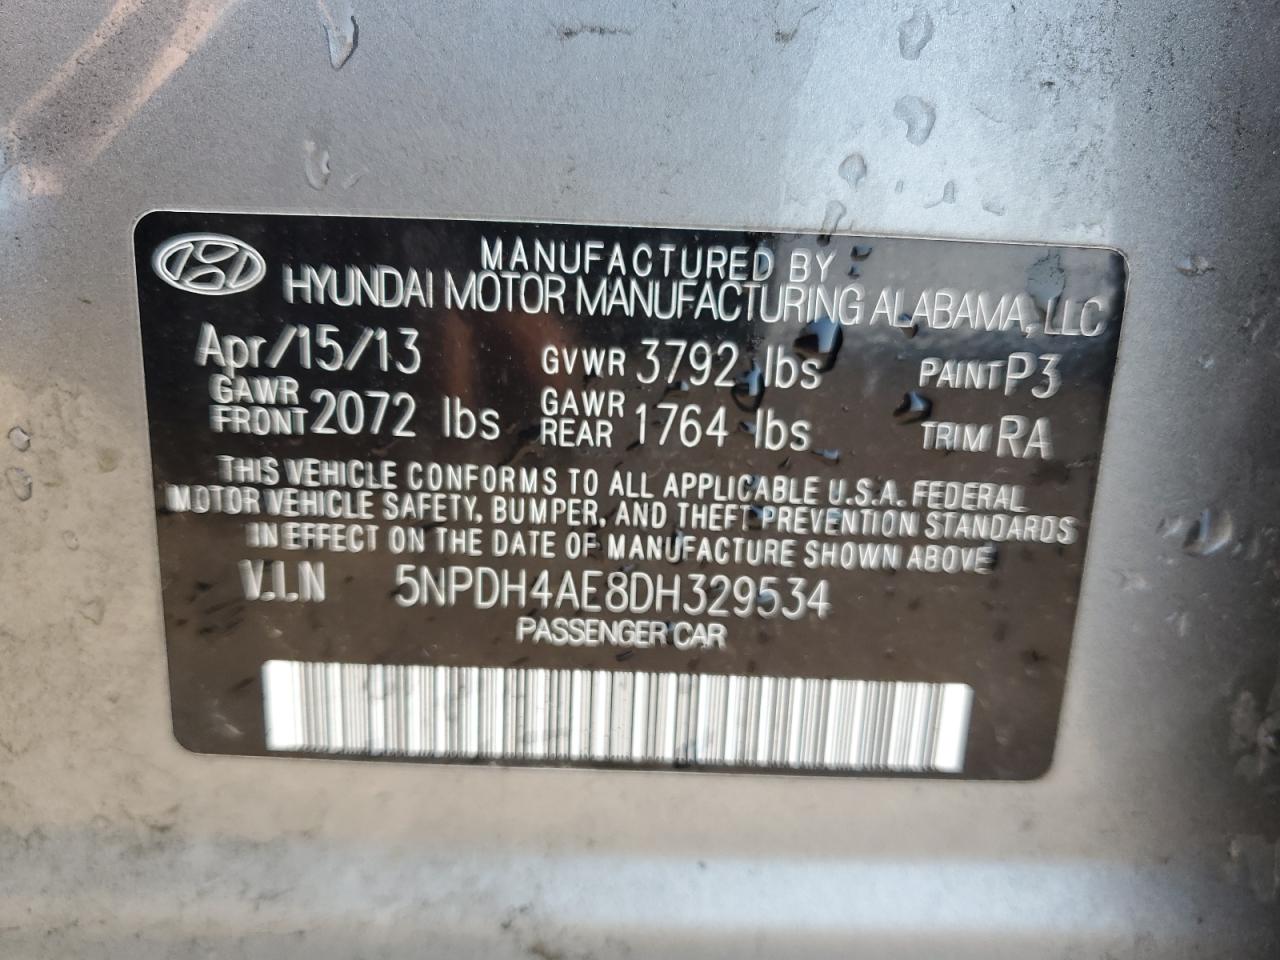 MANUFACTURED BY
HYUNDAI MOTOR MANUFACTURING ALABAMA, LLC
Apr/15/13 GVWR 3792 lbs PAINT P3
GAWR FRONT 2072 lbs GAWR REAR 1764 lbs TRIM RA
THIS VEHICLE CONFORMS TO ALL APPLICABLE U.S.A. FEDERAL
MOTOR VEHICLE SAFETY, BUMPER, AND THEFT PREVENTION STANDARDS
IN EFFECT ON THE DATE OF MANUFACTURE SHOWN ABOVE
V.I.N 5NPDH4AE8DH329534
PASSENGER CAR